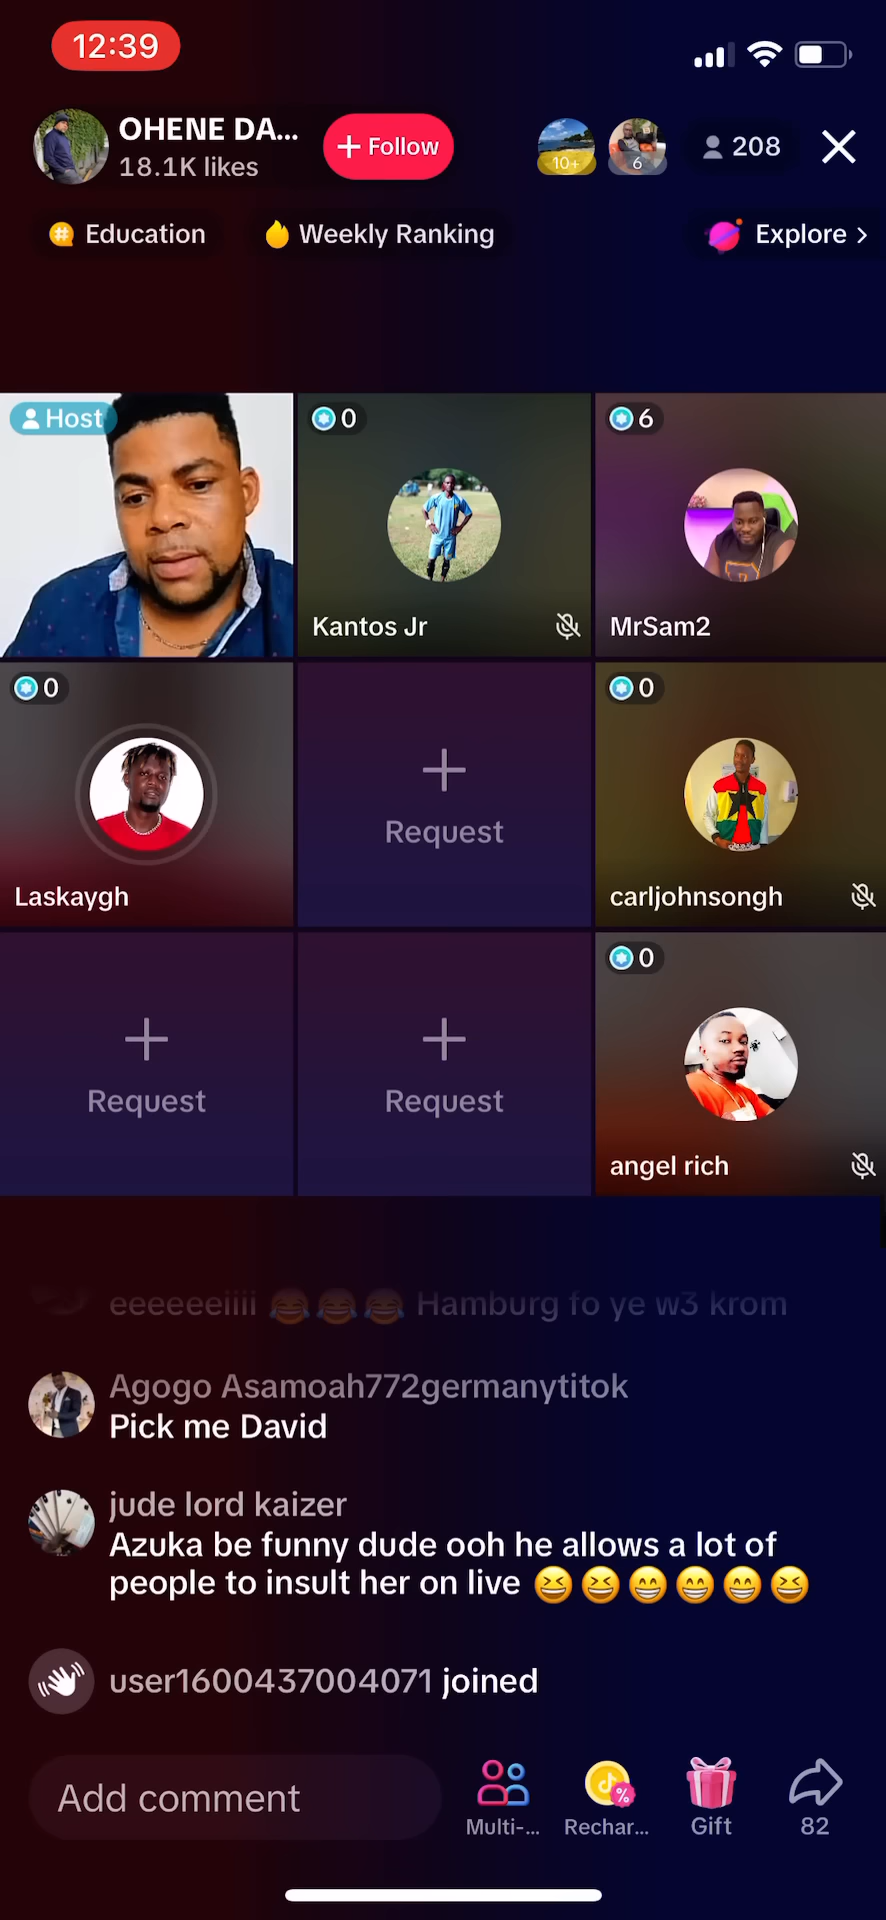 12:39
OHENE DA...
18.1K likes
+ Follow
10+
6
208
Education
Weekly Ranking
Explore >
Host
0
6
Kantos Jr
MrSam2
0
0
Request
Laskaygh
carljohnsongh
0
Request
Request
angel rich
eeeeeeiiii 😂😂😂 Hamburg fo ye w3 krom
Agogo Asamoah772germanytitok
Pick me David
jude lord kaizer
Azuka be funny dude ooh he allows a lot of
people to insult her on live 😆😆😁😁😁😆
user1600437004071 joined
Add comment
Multi-...
Rechar...
Gift
82